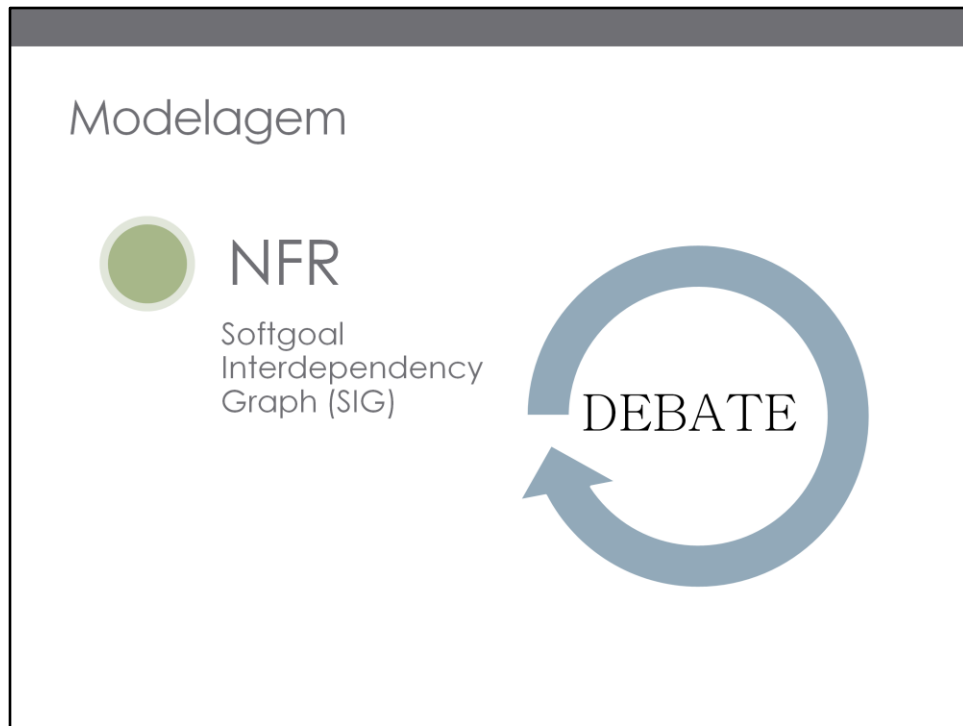 Modelagem
NFR
Softgoal
Interdependency
Graph (SIG)
DEBATE